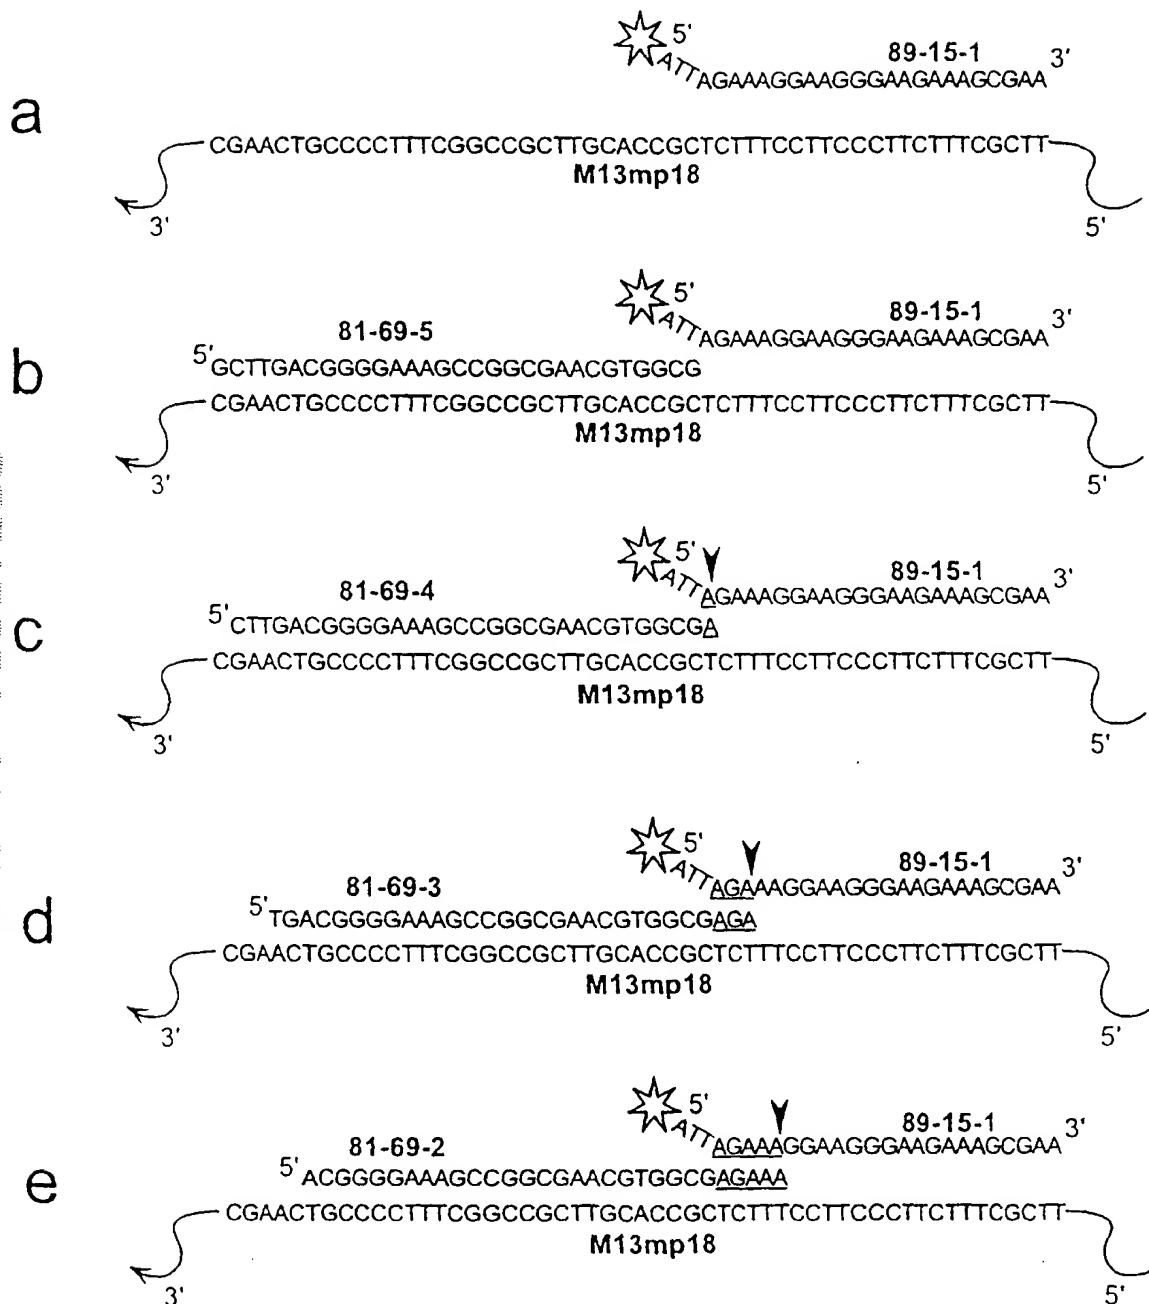 a
5'
89-15-1
3'
ATTAGAAAGGAAGGGAAGAAAGCGAA
CGAACTGCCCCTTTCGGCCGCTTGCACCGCTCTTTCCTTCCCTTCTTTCGCTT
M13mp18
3'
5'
b
81-69-5
5'
89-15-1
3'
ATTAGAAAGGAAGGGAAGAAAGCGAA
5'GCTTGACGGGGAAAGCCGGCGAACGTGGCG
CGAACTGCCCCTTTCGGCCGCTTGCACCGCTCTTTCCTTCCCTTCTTTCGCTT
M13mp18
3'
5'
c
81-69-4
5'
89-15-1
3'
ATTAGAAAGGAAGGGAAGAAAGCGAA
5'CTTGACGGGGAAAGCCGGCGAACGTGGCGA
CGAACTGCCCCTTTCGGCCGCTTGCACCGCTCTTTCCTTCCCTTCTTTCGCTT
M13mp18
3'
5'
d
81-69-3
5'
89-15-1
3'
ATTAGAAAGGAAGGGAAGAAAGCGAA
5'TGACGGGGAAAGCCGGCGAACGTGGCGAGA
CGAACTGCCCCTTTCGGCCGCTTGCACCGCTCTTTCCTTCCCTTCTTTCGCTT
M13mp18
3'
5'
e
81-69-2
5'
89-15-1
3'
ATTAGAAAGGAAGGGAAGAAAGCGAA
5'ACGGGGAAAGCCGGCGAACGTGGCGAGAAA
CGAACTGCCCCTTTCGGCCGCTTGCACCGCTCTTTCCTTCCCTTCTTTCGCTT
M13mp18
3'
5'